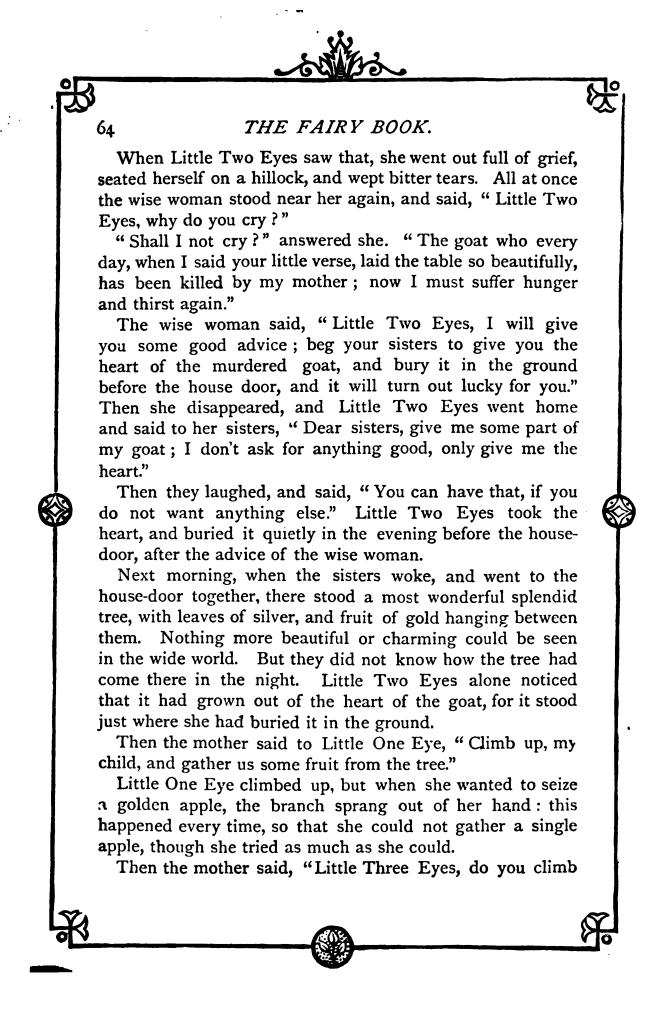 64 THE FAIRY BOOK.
When Little Two Eyes saw that, she went out full of grief,
seated herself on a hillock, and wept bitter tears. All at once
the wise woman stood near her again, and said, “ Little Two
Eyes, why do you cry ?”
“ Shall I not cry ?” answered she. “ The goat who every
day, when I said your little verse, laid the table so beautifully,
has been killed by my mother ; now I must suffer hunger
and thirst again.”
The wise woman said, “ Little Two Eyes, I will give
you some good advice ; beg your sisters to give you the
heart of the murdered goat, and bury it in the ground
before the house door, and it will turn out lucky for you.”
Then she disappeared, and Little Two Eyes went home
and said to her sisters, “ Dear sisters, give me some part of
my goat ; I don’t ask for anything good, only give me the
heart.”
Then they laughed, and said, “ You can have that, if you
do not want anything else.” Little Two Eyes took the
heart, and buried it quietly in the evening before the house-
door, after the advice of the wise woman.
Next morning, when the sisters woke, and went to the
house-door together, there stood a most wonderful splendid
tree, with leaves of silver, and fruit of gold hanging between
them. Nothing more beautiful or charming could be seen
in the wide world. But they did not know how the tree had
come there in the night. Little Two Eyes alone noticed
that it had grown out of the heart of the goat, for it stood
just where she had buried it in the ground.
Then the mother said to Little One Eye, “ Climb up, my
child, and gather us some fruit from the tree.”
Little One Eye climbed up, but when she wanted to seize
a golden apple, the branch sprang out of her hand : this
happened every time, so that she could not gather a single
apple, though she tried as much as she could.
Then the mother said, “Little Three Eyes, do you climb